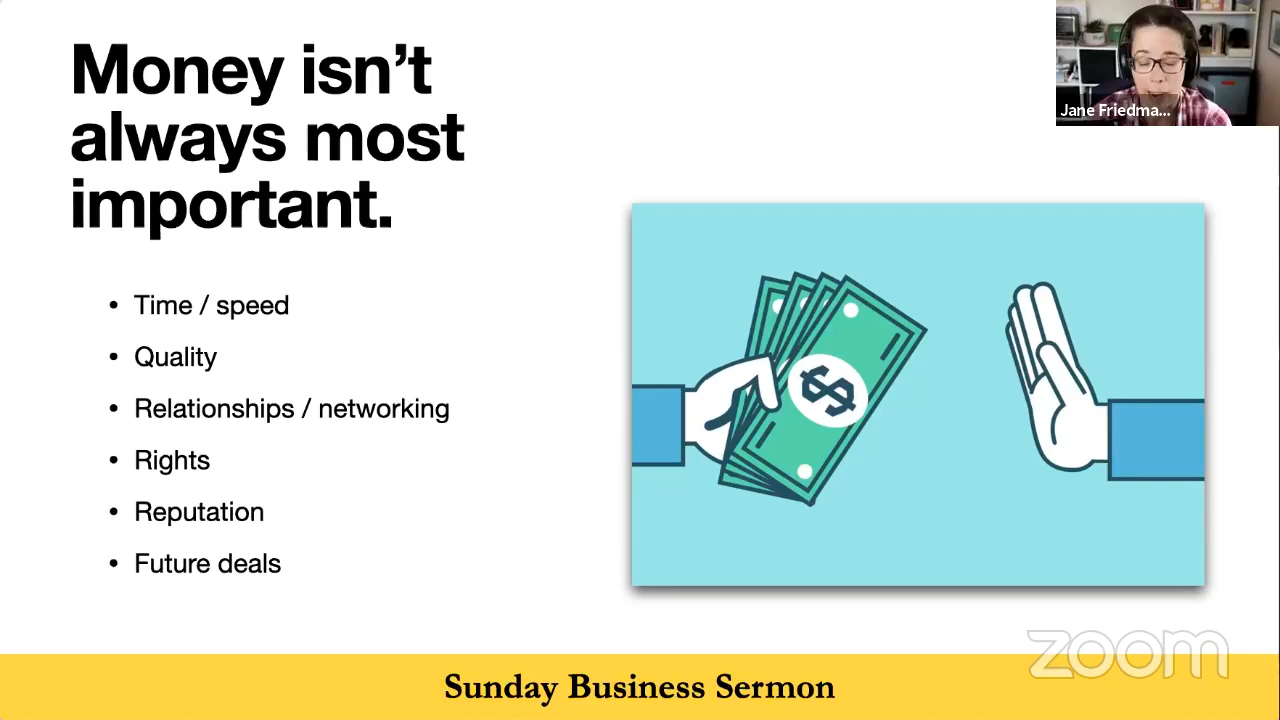 Money isn't
always most
important.
• Time / speed
• Quality
• Relationships / networking
• Rights
• Reputation
• Future deals
$
Jane Friedma...
zoom
Sunday Business Sermon